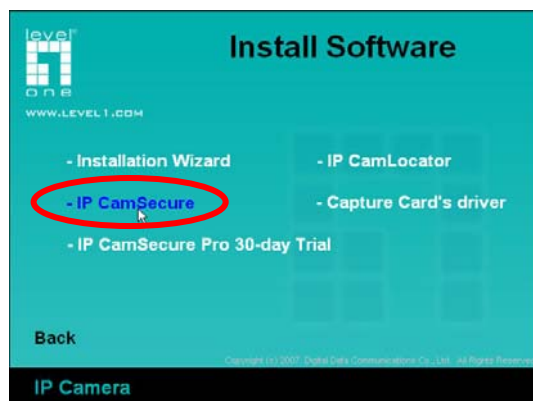 level
one
WWW.LEVEL1.COM
Install Software
- Installation Wizard
- IP CamLocator
- IP CamSecure
- Capture Card's driver
- IP CamSecure Pro 30-day Trial
Back
Copyright (c) 2007, Digital Data Communications Co., Ltd. All Rights Reserved
IP Camera